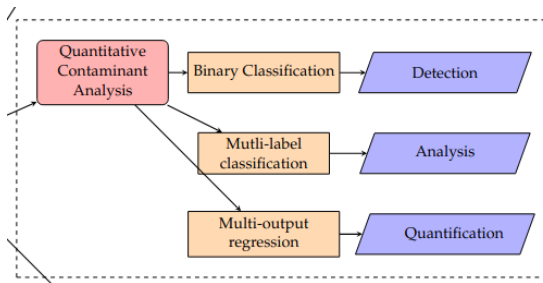 Quantitative
Contaminant
Analysis
Binary Classification
Detection
Mutli-label
classification
Analysis
Multi-output
regression
Quantification